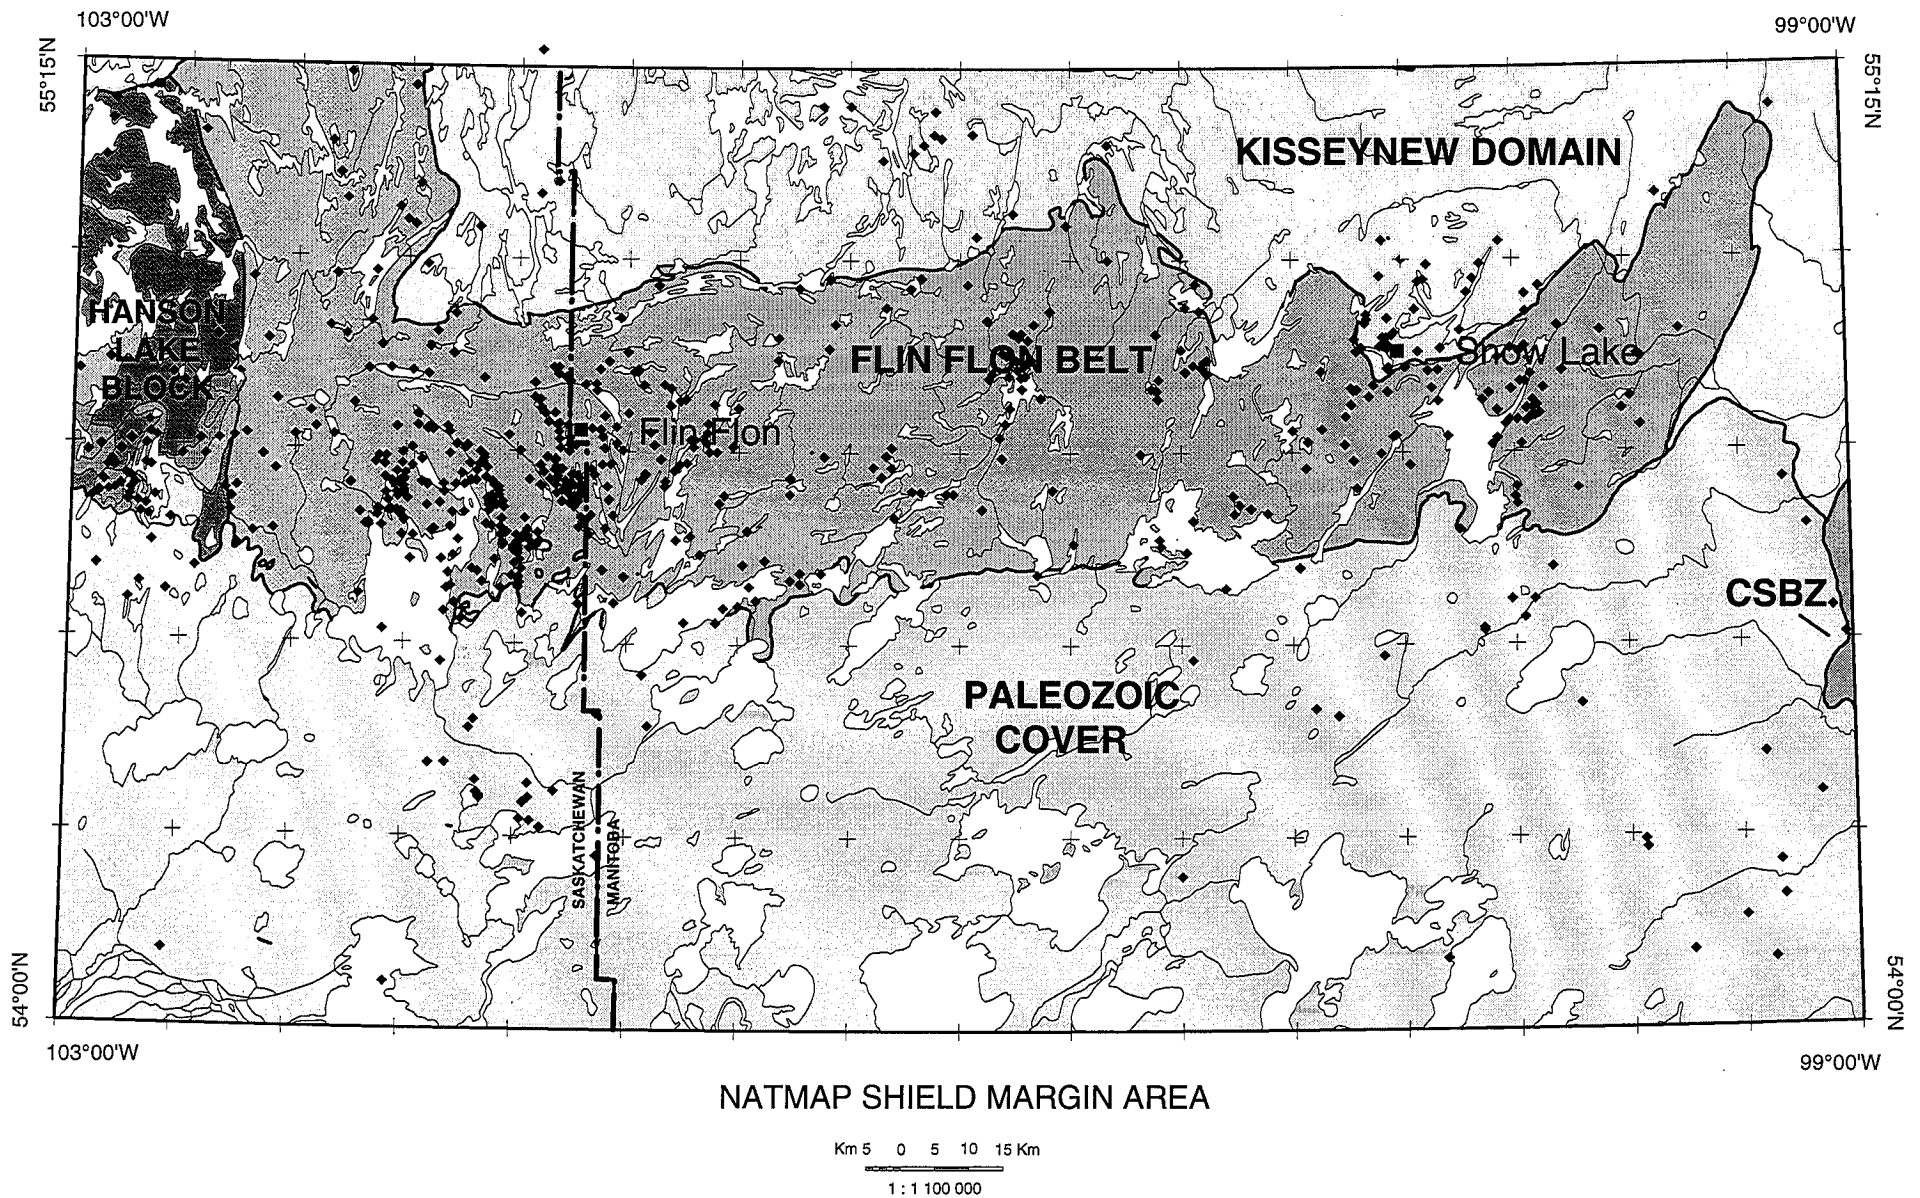 103°00'W
99°00'W
55°15'N
55°15'N
KISSEYNEW DOMAIN
HANSON
LAKE
BLOCK
FLIN FLON BELT
Snow Lake
Flin Flon
CSBZ
PALEOZOIC
COVER
SASKATCHEWAN
MANITOBA
54°00'N
54°00'N
103°00'W
99°00'W
NATMAP SHIELD MARGIN AREA
Km 5 0 5 10 15 Km
1 : 1 100 000